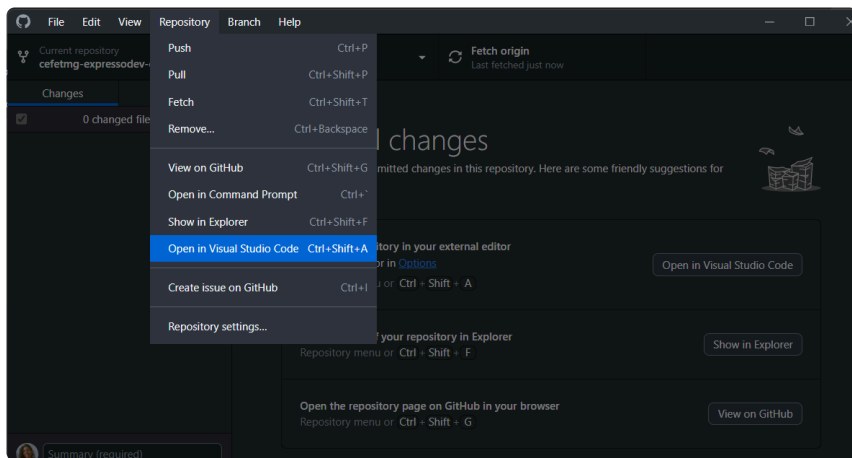 File Edit View Repository Branch Help
Current repository
cefetmg-expressodev-
Fetch origin
Last fetched just now
Changes
0 changed file
Push Ctrl+P
Pull Ctrl+Shift+P
Fetch Ctrl+Shift+T
Remove... Ctrl+Backspace
View on GitHub Ctrl+Shift+G
Open in Command Prompt Ctrl+`
Show in Explorer Ctrl+Shift+F
Open in Visual Studio Code Ctrl+Shift+A
Create issue on GitHub Ctrl+I
Repository settings...
changes
mitted changes in this repository. Here are some friendly suggestions for
itory in your external editor
or in Options
u or Ctrl + Shift + A
Open in Visual Studio Code
your repository in Explorer
Repository menu or Ctrl + Shift + F
Show in Explorer
Open the repository page on GitHub in your browser
Repository menu or Ctrl + Shift + G
View on GitHub
Summary (required)